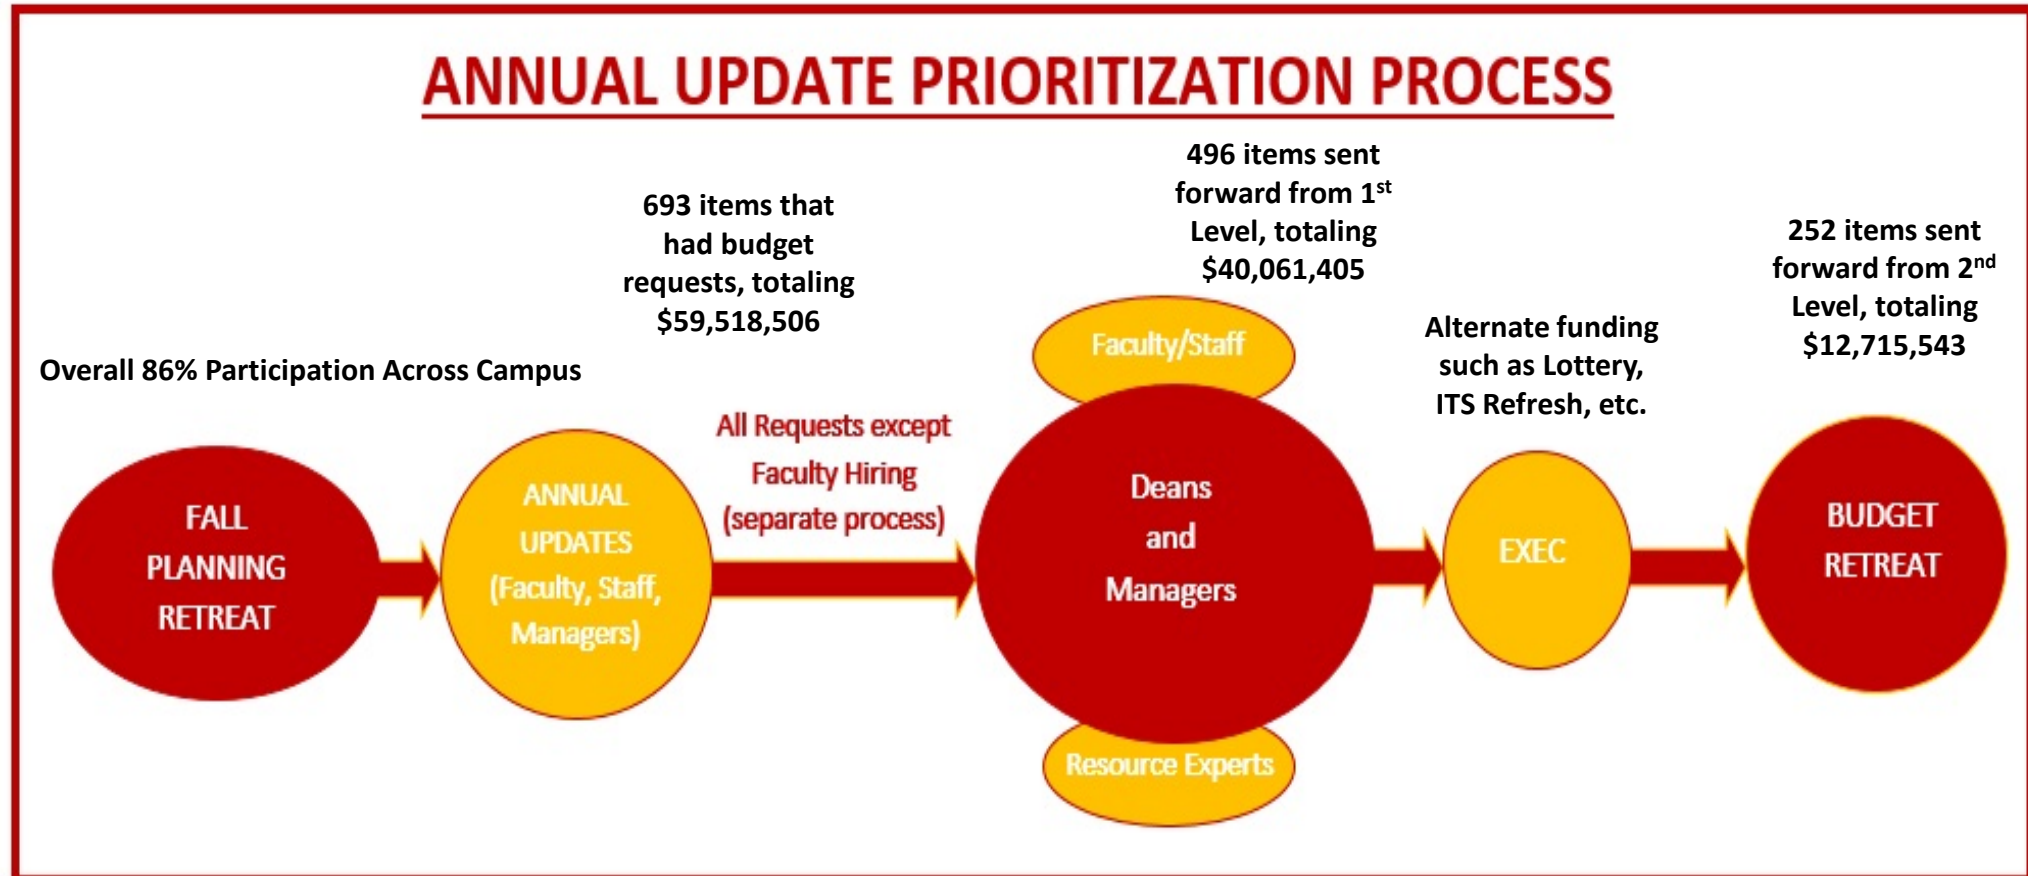 ANNUAL UPDATE PRIORITIZATION PROCESS
Overall 86% Participation Across Campus
693 items that
had budget
requests, totaling
$59,518,506
496 items sent
forward from 1st
Level, totaling
$40,061,405
Alternate funding
such as Lottery,
ITS Refresh, etc.
252 items sent
forward from 2nd
Level, totaling
$12,715,543
FALL
PLANNING
RETREAT
ANNUAL
UPDATES
(Faculty, Staff,
Managers)
All Requests except
Faculty Hiring
(separate process)
Faculty/Staff
Deans
and
Managers
Resource Experts
EXEC
BUDGET
RETREAT